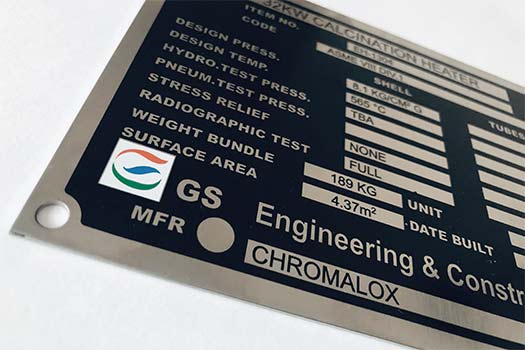 CALCINATION HEATER
ITEM NO.
CODE ASME VIII DIV.1
SHELL TUBES
DESIGN PRESS. 8.1 KG/CM² G
DESIGN TEMP. 565 °C
HYDRO.TEST PRESS. TBA
PNEUM.TEST PRESS.
STRESS RELIEF NONE
RADIOGRAPHIC TEST FULL
WEIGHT BUNDLE 189 KG UNIT
SURFACE AREA 4.37m² DATE BUILT
GS Engineering & Constr
MFR CHROMALOX